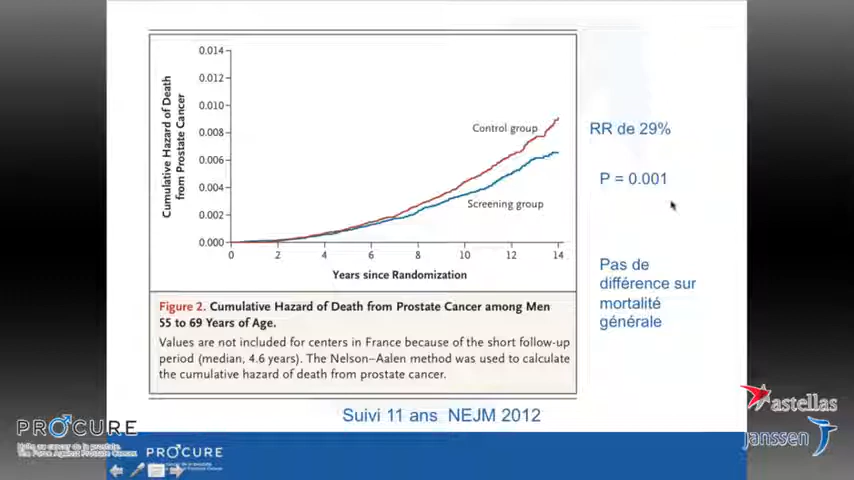 0.014
0.012
0.010
0.008
0.006
0.004
0.002
0.000
Cumulative Hazard of Death
from Prostate Cancer
Control group
Screening group
0 2 4 6 8 10 12 14
Years since Randomization
RR de 29%
P = 0.001
Pas de
différence sur
mortalité
générale
Figure 2. Cumulative Hazard of Death from Prostate Cancer among Men
55 to 69 Years of Age.
Values are not included for centers in France because of the short follow-up
period (median, 4.6 years). The Nelson–Aalen method was used to calculate
the cumulative hazard of death from prostate cancer.
Suivi 11 ans NEJM 2012
astellas
janssen
PROCURE
The Force Against Prostate Cancer
PROCURE